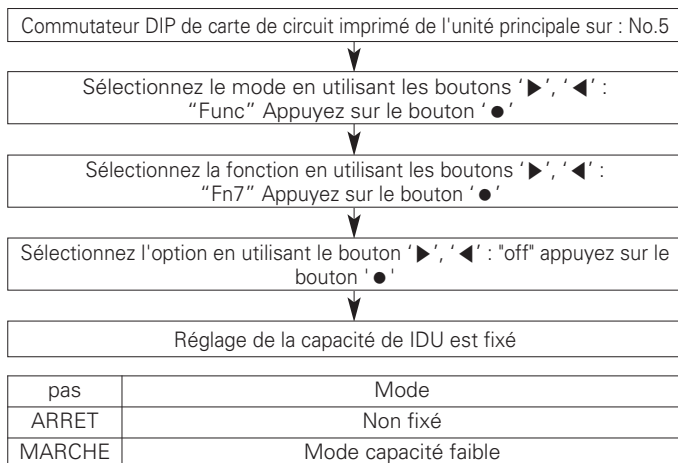 Commutateur DIP de carte de circuit imprimé de l'unité principale sur : No.5
Sélectionnez le mode en utilisant les boutons ‘▶’, ‘◀’ :
“Func” Appuyez sur le bouton ‘●’
Sélectionnez la fonction en utilisant les boutons ‘▶’, ‘◀’ :
“Fn7” Appuyez sur le bouton ‘●’
Sélectionnez l'option en utilisant le bouton ‘▶’, ‘◀’ : "off" appuyez sur le
bouton '●'
Réglage de la capacité de IDU est fixé
pas Mode
ARRET Non fixé
MARCHE Mode capacité faible